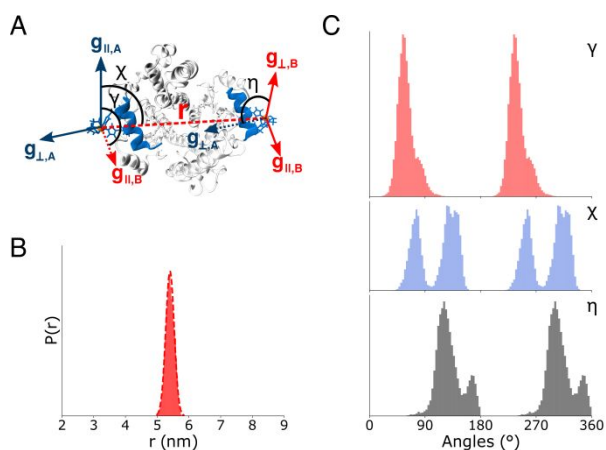 A
g||,A
χ
γ
r
g⊥,A
g||,B
η
g⊥,B
g⊥,A
g||,B
B
P(r)
2 3 4 5 6 7 8 9
r (nm)
C
γ
χ
η
0 90 180 270 360
Angles (°)